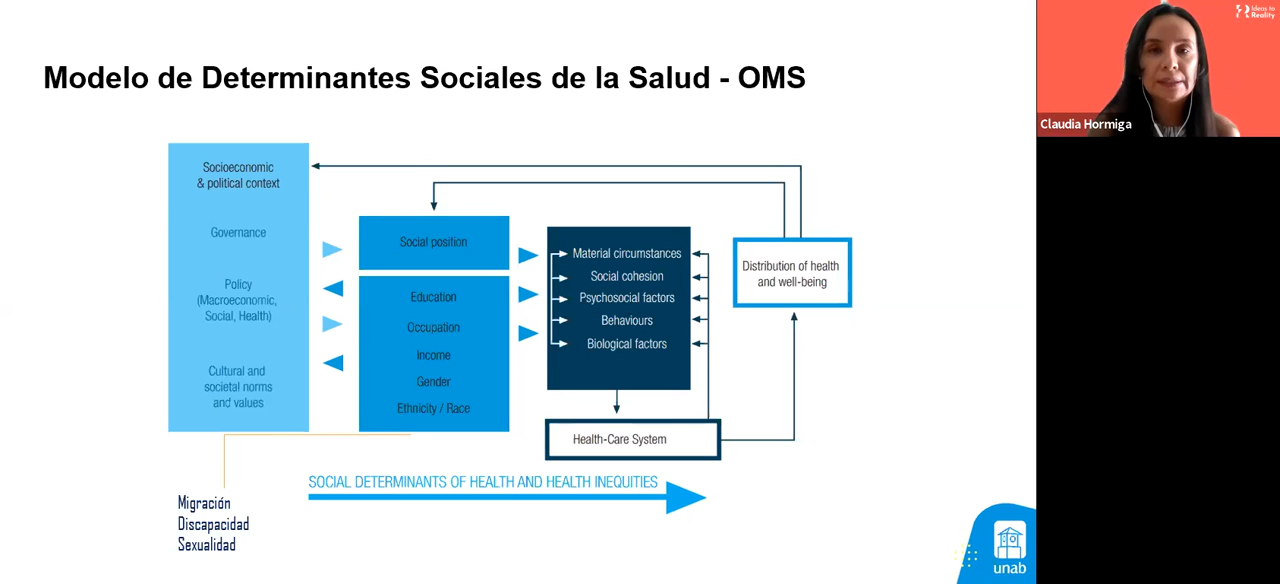 Modelo de Determinantes Sociales de la Salud - OMS
Socioeconomic
& political context
Governance
Policy
(Macroeconomic,
Social, Health)
Cultural and
societal norms
and values
Social position
Education
Occupation
Income
Gender
Ethnicity / Race
Material circumstances
Social cohesion
Psychosocial factors
Behaviours
Biological factors
Distribution of health
and well-being
Health-Care System
SOCIAL DETERMINANTS OF HEALTH AND HEALTH INEQUITIES
Migración
Discapacidad
Sexualidad
unab
Ideas to
Reality
Claudia Hormiga